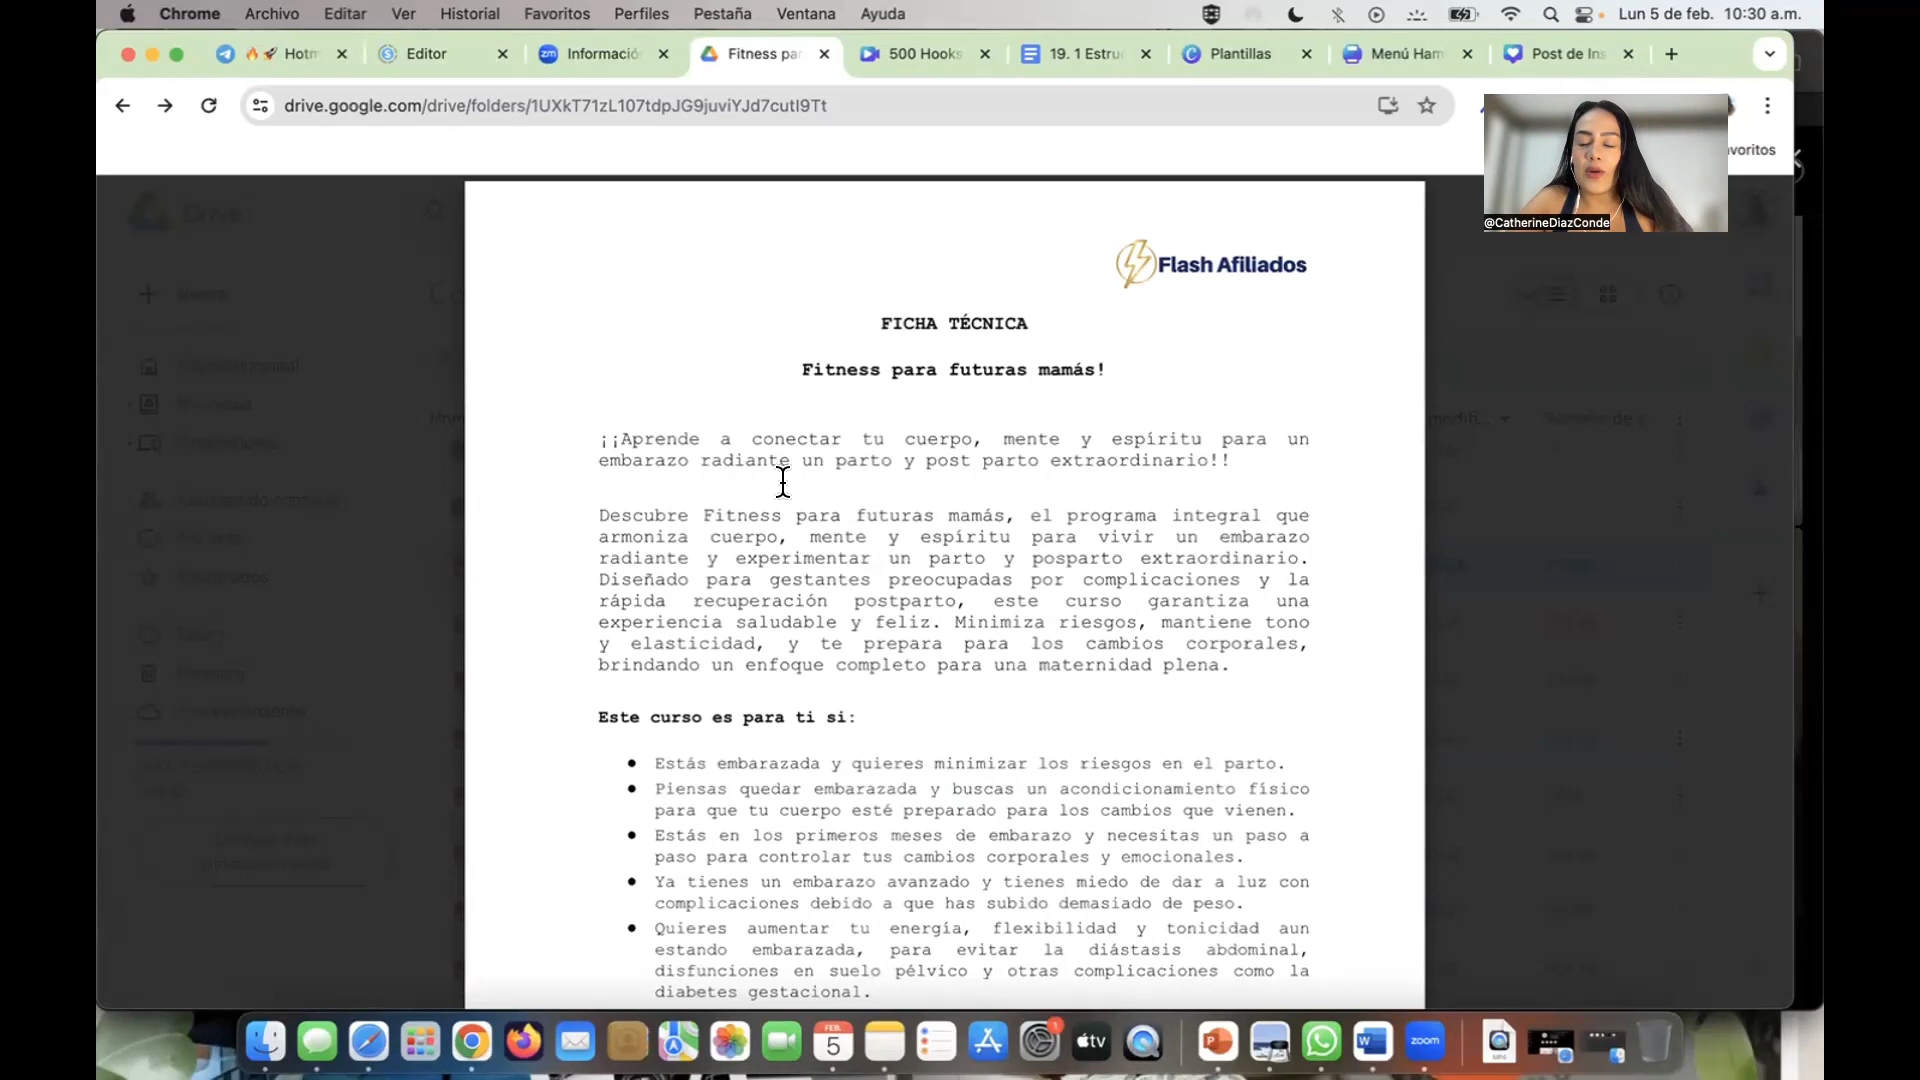 Chrome Archivo Editar Ver Historial Favoritos Perfiles Pestaña Ventana Ayuda Lun 5 de feb. 10:30 a.m.
Hotm Editor Informació Fitness par 500 Hooks 19. 1 Estru Plantillas Menú Ham Post de Ins
drive.google.com/drive/folders/1UXkT71zL107tdpJG9juviYJd7cutI9Tt
avoritos
@CatherineDiazConde
Drive
Flash Afiliados
FICHA TÉCNICA
Fitness para futuras mamás!
¡¡Aprende a conectar tu cuerpo, mente y espíritu para un
embarazo radiante un parto y post parto extraordinario!!
Descubre Fitness para futuras mamás, el programa integral que
armoniza cuerpo, mente y espíritu para vivir un embarazo
radiante y experimentar un parto y posparto extraordinario.
Diseñado para gestantes preocupadas por complicaciones y la
rápida recuperación postparto, este curso garantiza una
experiencia saludable y feliz. Minimiza riesgos, mantiene tono
y elasticidad, y te prepara para los cambios corporales,
brindando un enfoque completo para una maternidad plena.
Este curso es para ti si:
Estás embarazada y quieres minimizar los riesgos en el parto.
Piensas quedar embarazada y buscas un acondicionamiento físico
para que tu cuerpo esté preparado para los cambios que vienen.
Estás en los primeros meses de embarazo y necesitas un paso a
paso para controlar tus cambios corporales y emocionales.
Ya tienes un embarazo avanzado y tienes miedo de dar a luz con
complicaciones debido a que has subido demasiado de peso.
Quieres aumentar tu energía, flexibilidad y tonicidad aun
estando embarazada, para evitar la diástasis abdominal,
disfunciones en suelo pélvico y otras complicaciones como la
diabetes gestacional.
FEB.
5
1
tv
zoom